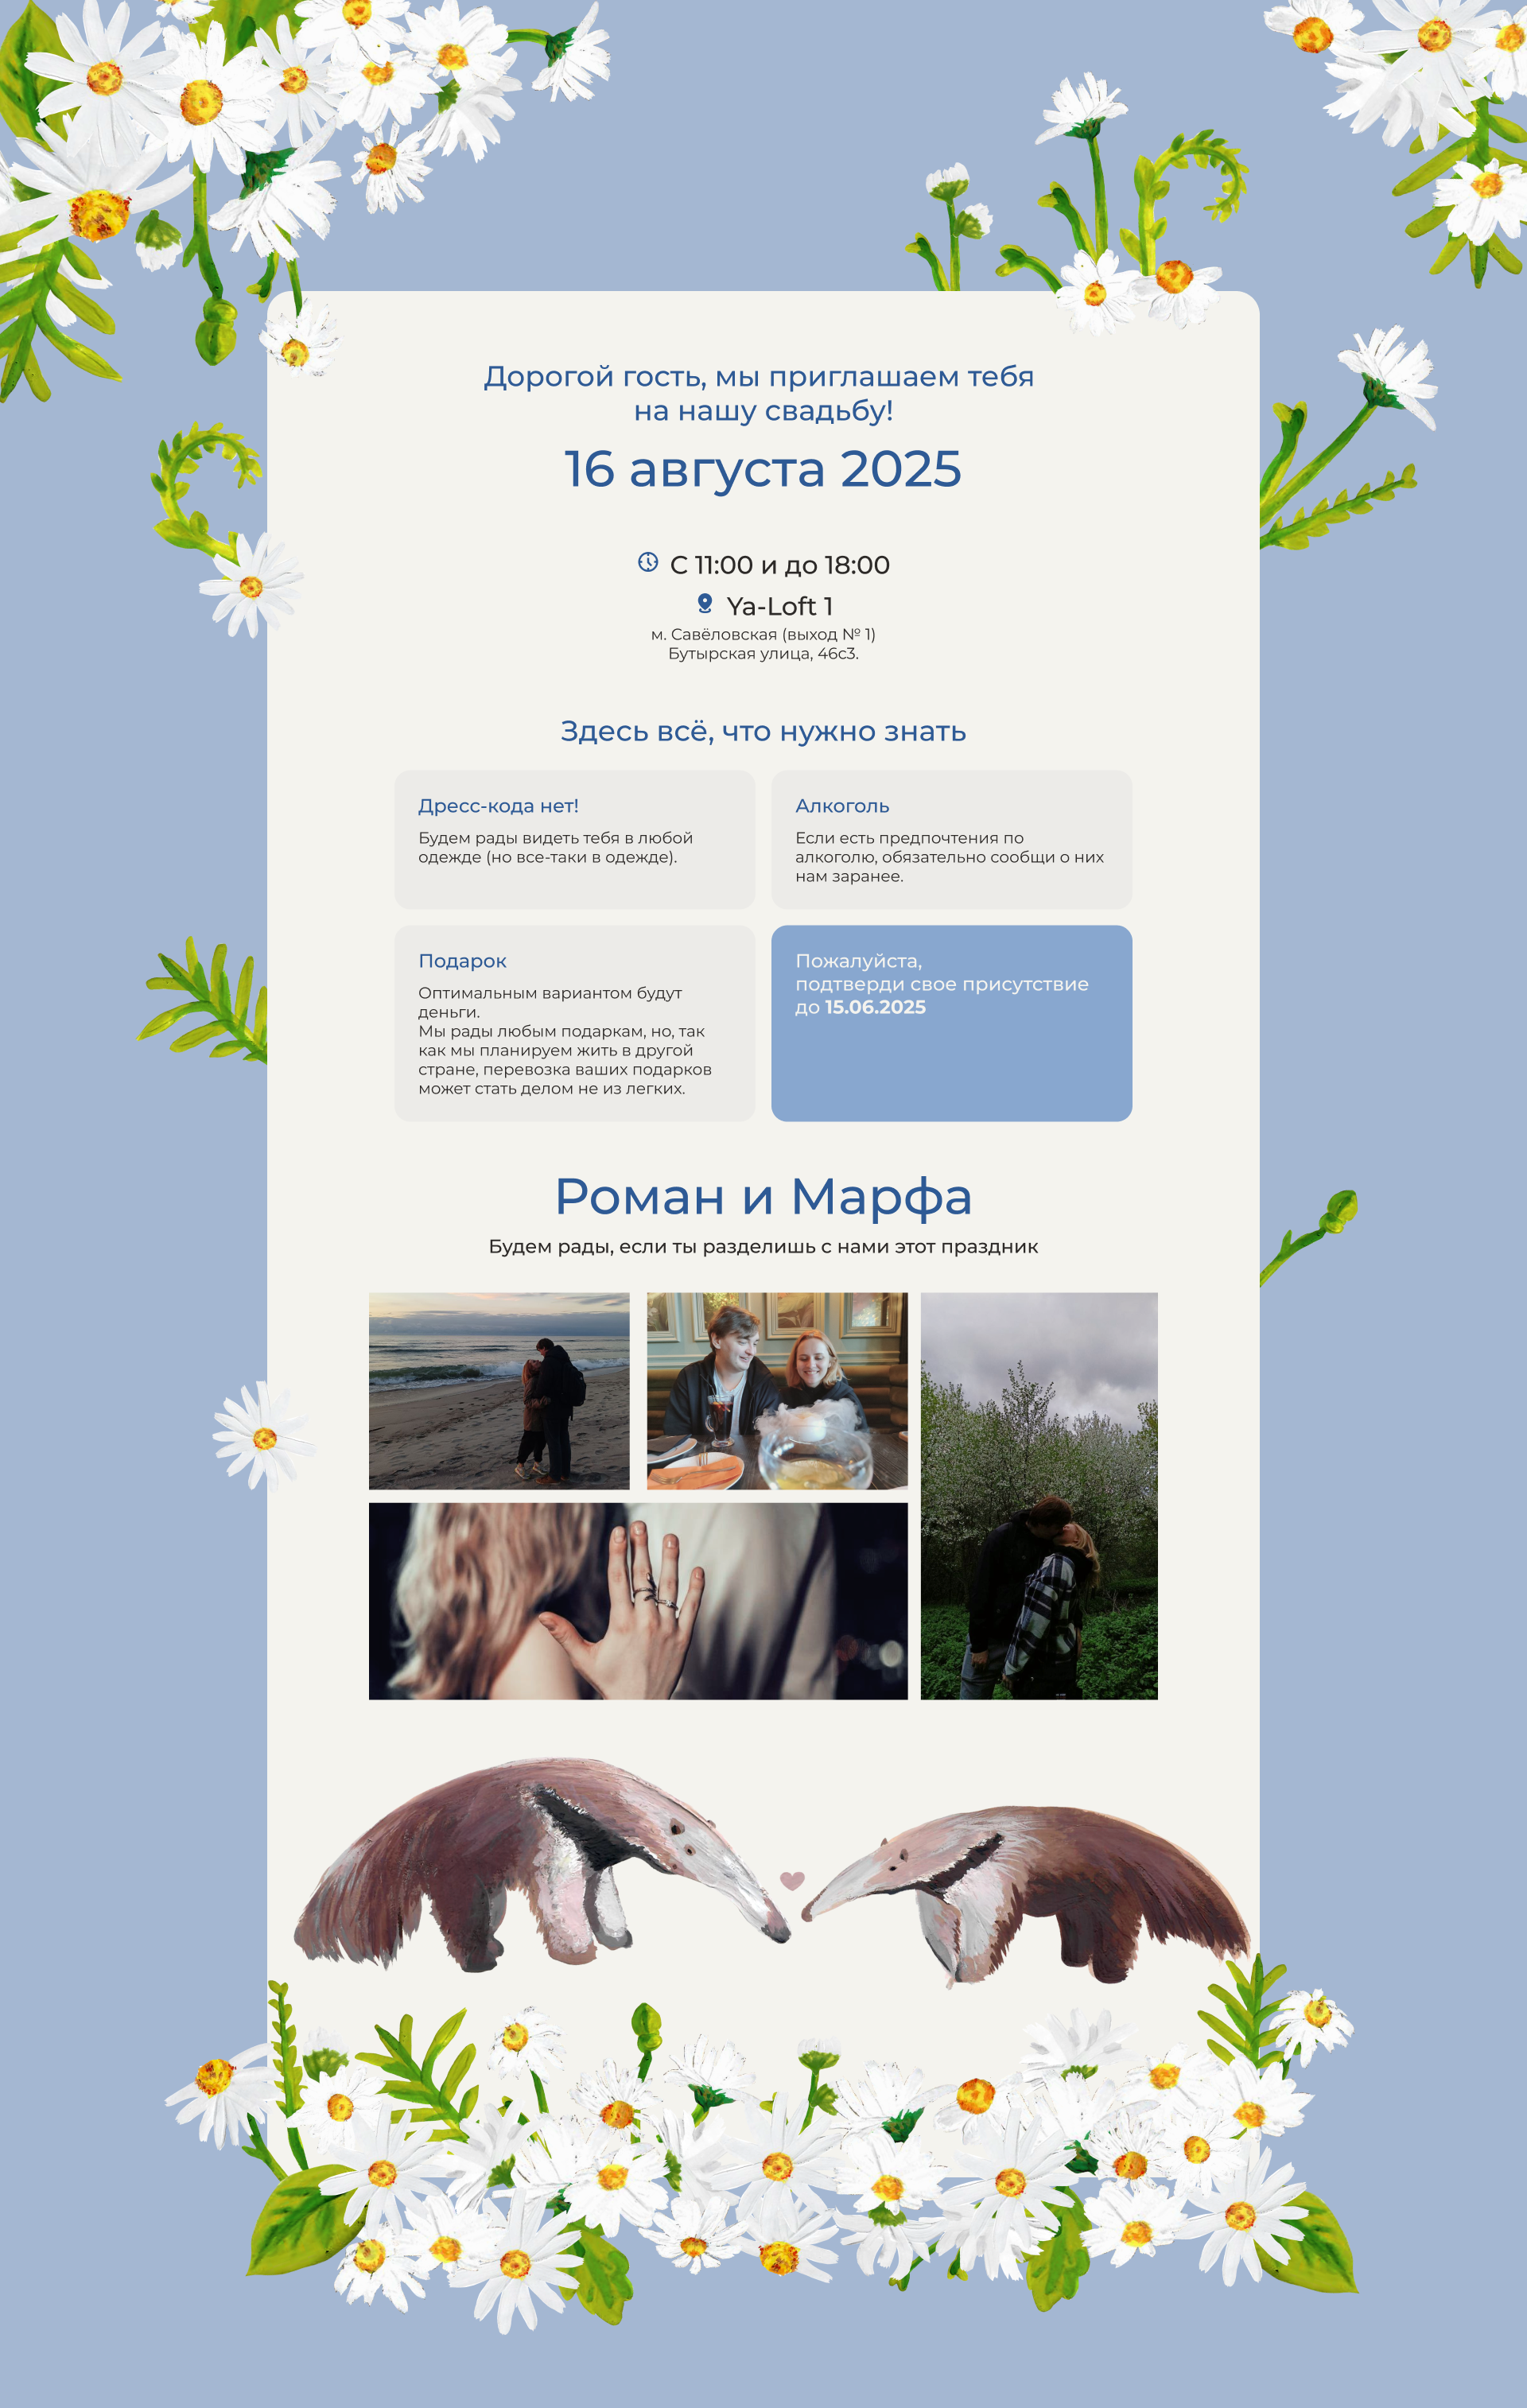 Дорогой гость, мы приглашаем тебя
на нашу свадьбу!
16 августа 2025
С 11:00 и до 18:00
Ya-Loft 1
м. Савёловская (выход № 1)
Бутырская улица, 46с3.
Здесь всё, что нужно знать
Дресс-кода нет!
Будем рады видеть тебя в любой
одежде (но все-таки в одежде).
Алкоголь
Если есть предпочтения по
алкоголю, обязательно сообщи о них
нам заранее.
Подарок
Оптимальным вариантом будут
деньги.
Мы рады любым подаркам, но, так
как мы планируем жить в другой
стране, перевозка ваших подарков
может стать делом не из легких.
Пожалуйста,
подтверди свое присутствие
до 15.06.2025
Роман и Марфа
Будем рады, если ты разделишь с нами этот праздник